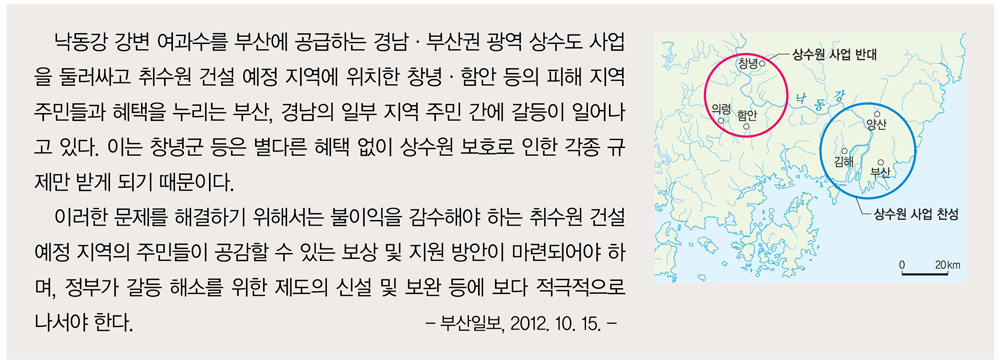 낙동강 강변 여과수를 부산에 공급하는 경남 · 부산권 광역 상수도 사업
을 둘러싸고 취수원 건설 예정 지역에 위치한 창녕 · 함안 등의 피해 지역
주민들과 혜택을 누리는 부산, 경남의 일부 지역 주민 간에 갈등이 일어나
고 있다. 이는 창녕군 등은 별다른 혜택 없이 상수원 보호로 인한 각종 규
제만 받게 되기 때문이다.
이러한 문제를 해결하기 위해서는 불이익을 감수해야 하는 취수원 건설
예정 지역의 주민들이 공감할 수 있는 보상 및 지원 방안이 마련되어야 하
며, 정부가 갈등 해소를 위한 제도의 신설 및 보완 등에 보다 적극적으로
나서야 한다.
– 부산일보, 2012. 10. 15. –
상수원 사업 반대
창녕
낙동강
의령
함안
양산
김해
부산
상수원 사업 찬성
0 20km